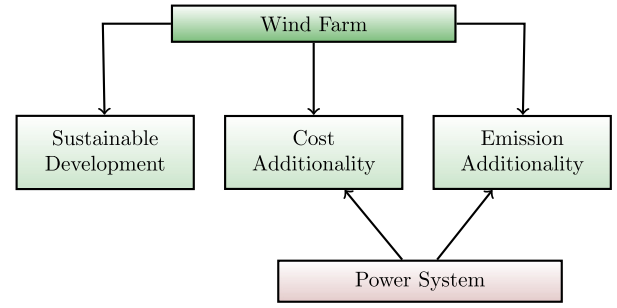 Wind Farm
Sustainable
Development
Cost
Additionality
Emission
Additionality
Power System